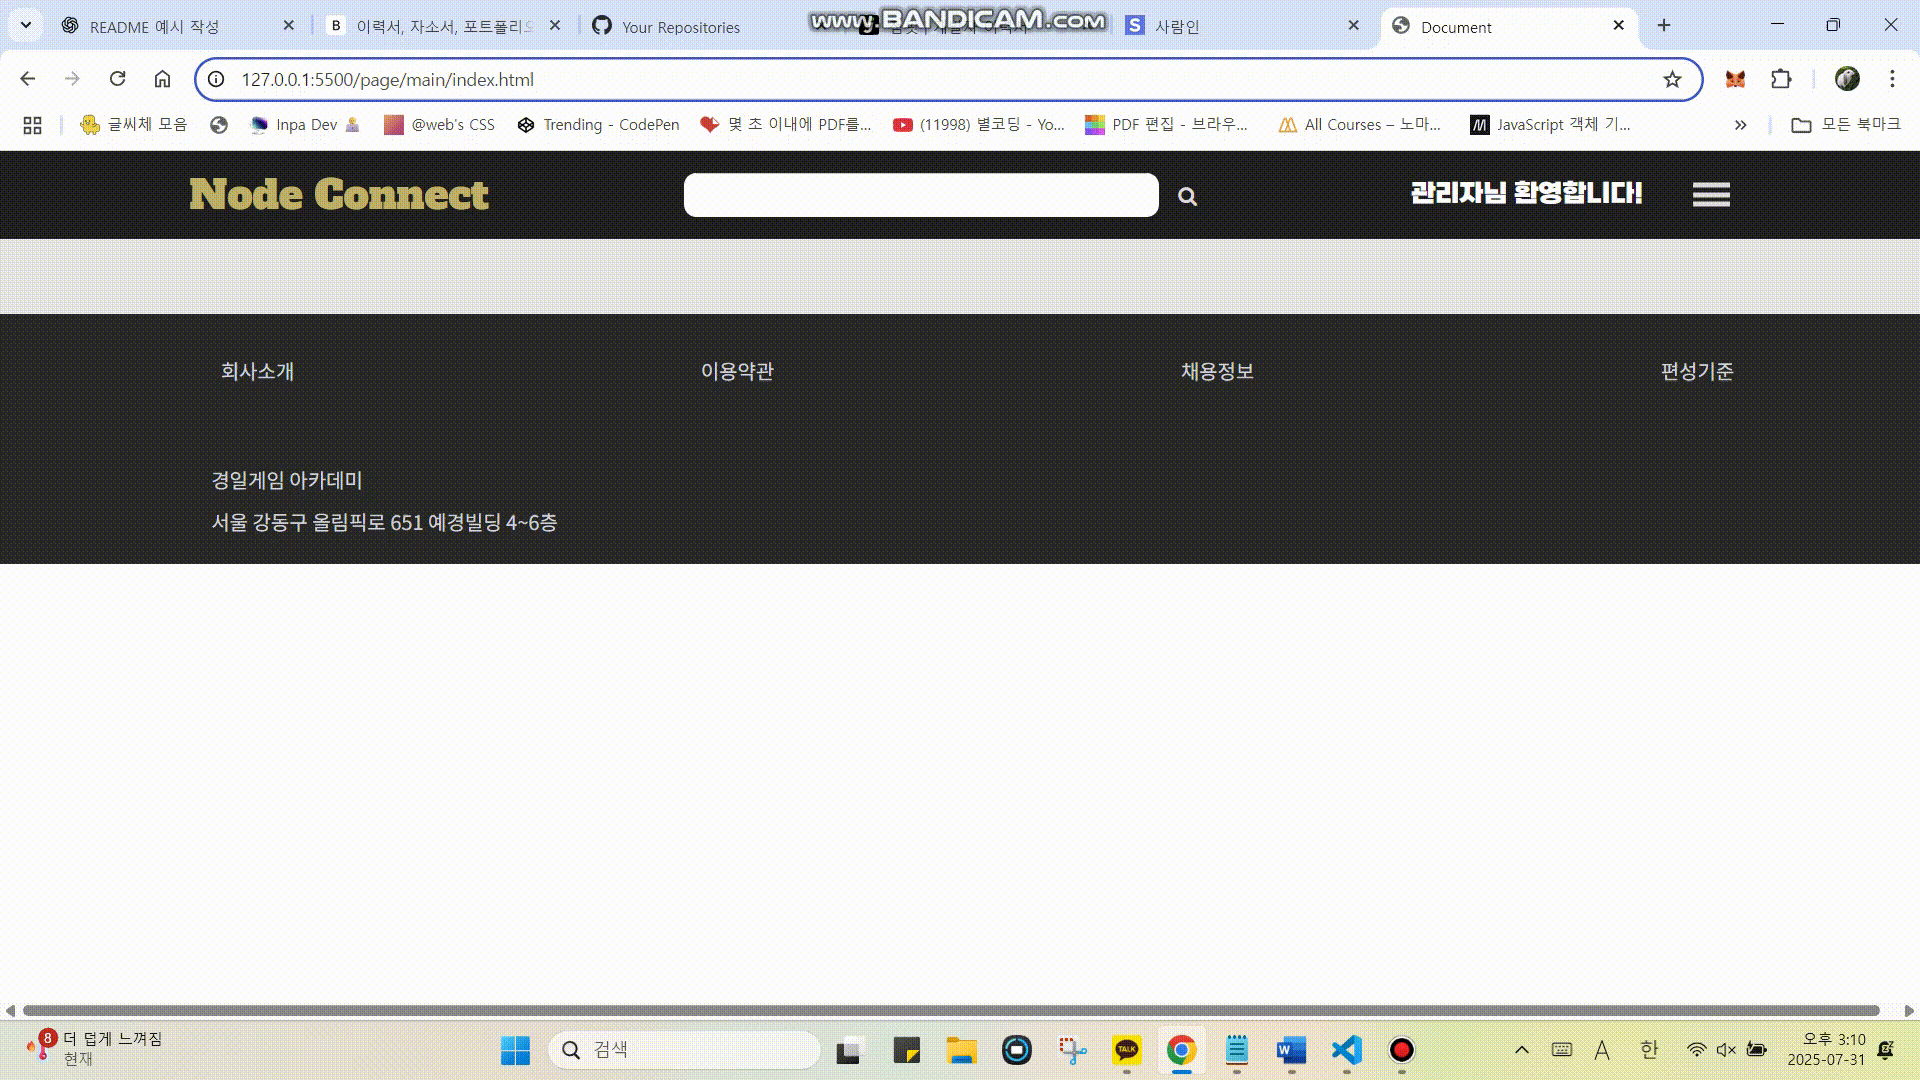 README 예시 작성
이력서, 자소서, 포트폴리오
Your Repositories
www.BANDICAM.com
사람인
Document
127.0.0.1:5500/page/main/index.html
글씨체 모음
Inpa Dev
@web's CSS
Trending - CodePen
몇 초 이내에 PDF를...
(11998) 별코딩 - Yo...
PDF 편집 - 브라우...
All Courses – 노마...
JavaScript 객체 기...
모든 북마크
Node Connect
관리자님 환영합니다!
회사소개
이용약관
채용정보
편성기준
경일게임 아카데미
서울 강동구 올림픽로 651 예경빌딩 4~6층
8
더 덥게 느껴짐
현재
검색
TALK
A
한
오후 3:10
2025-07-31